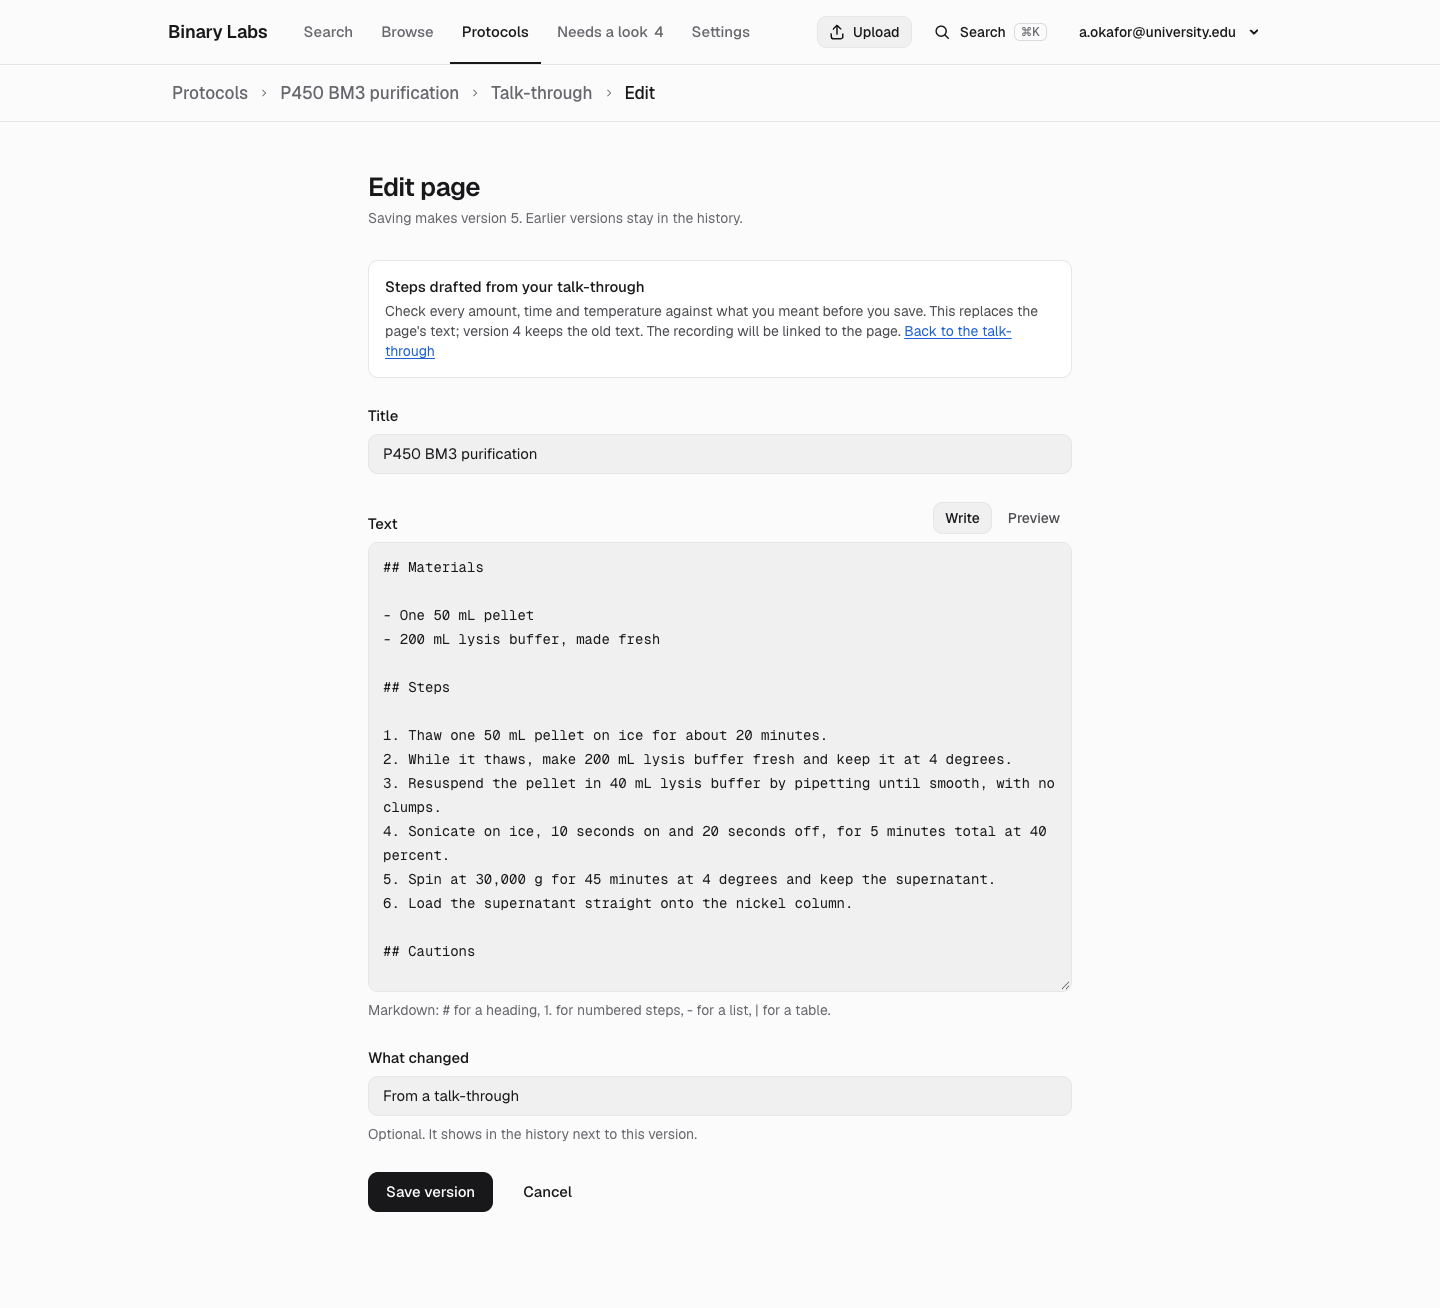 Binary Labs Search Browse Protocols Needs a look 4 Settings Upload Search ⌘K a.okafor@university.edu
Protocols › P450 BM3 purification › Talk-through › Edit
Edit page
Saving makes version 5. Earlier versions stay in the history.
Steps drafted from your talk-through
Check every amount, time and temperature against what you meant before you save. This replaces the
page's text; version 4 keeps the old text. The recording will be linked to the page. Back to the talk-
through
Title
P450 BM3 purification
Text Write Preview
## Materials
- One 50 mL pellet
- 200 mL lysis buffer, made fresh
## Steps
1. Thaw one 50 mL pellet on ice for about 20 minutes.
2. While it thaws, make 200 mL lysis buffer fresh and keep it at 4 degrees.
3. Resuspend the pellet in 40 mL lysis buffer by pipetting until smooth, with no
clumps.
4. Sonicate on ice, 10 seconds on and 20 seconds off, for 5 minutes total at 40
percent.
5. Spin at 30,000 g for 45 minutes at 4 degrees and keep the supernatant.
6. Load the supernatant straight onto the nickel column.
## Cautions
Markdown: # for a heading, 1. for numbered steps, - for a list, | for a table.
What changed
From a talk-through
Optional. It shows in the history next to this version.
Save version Cancel